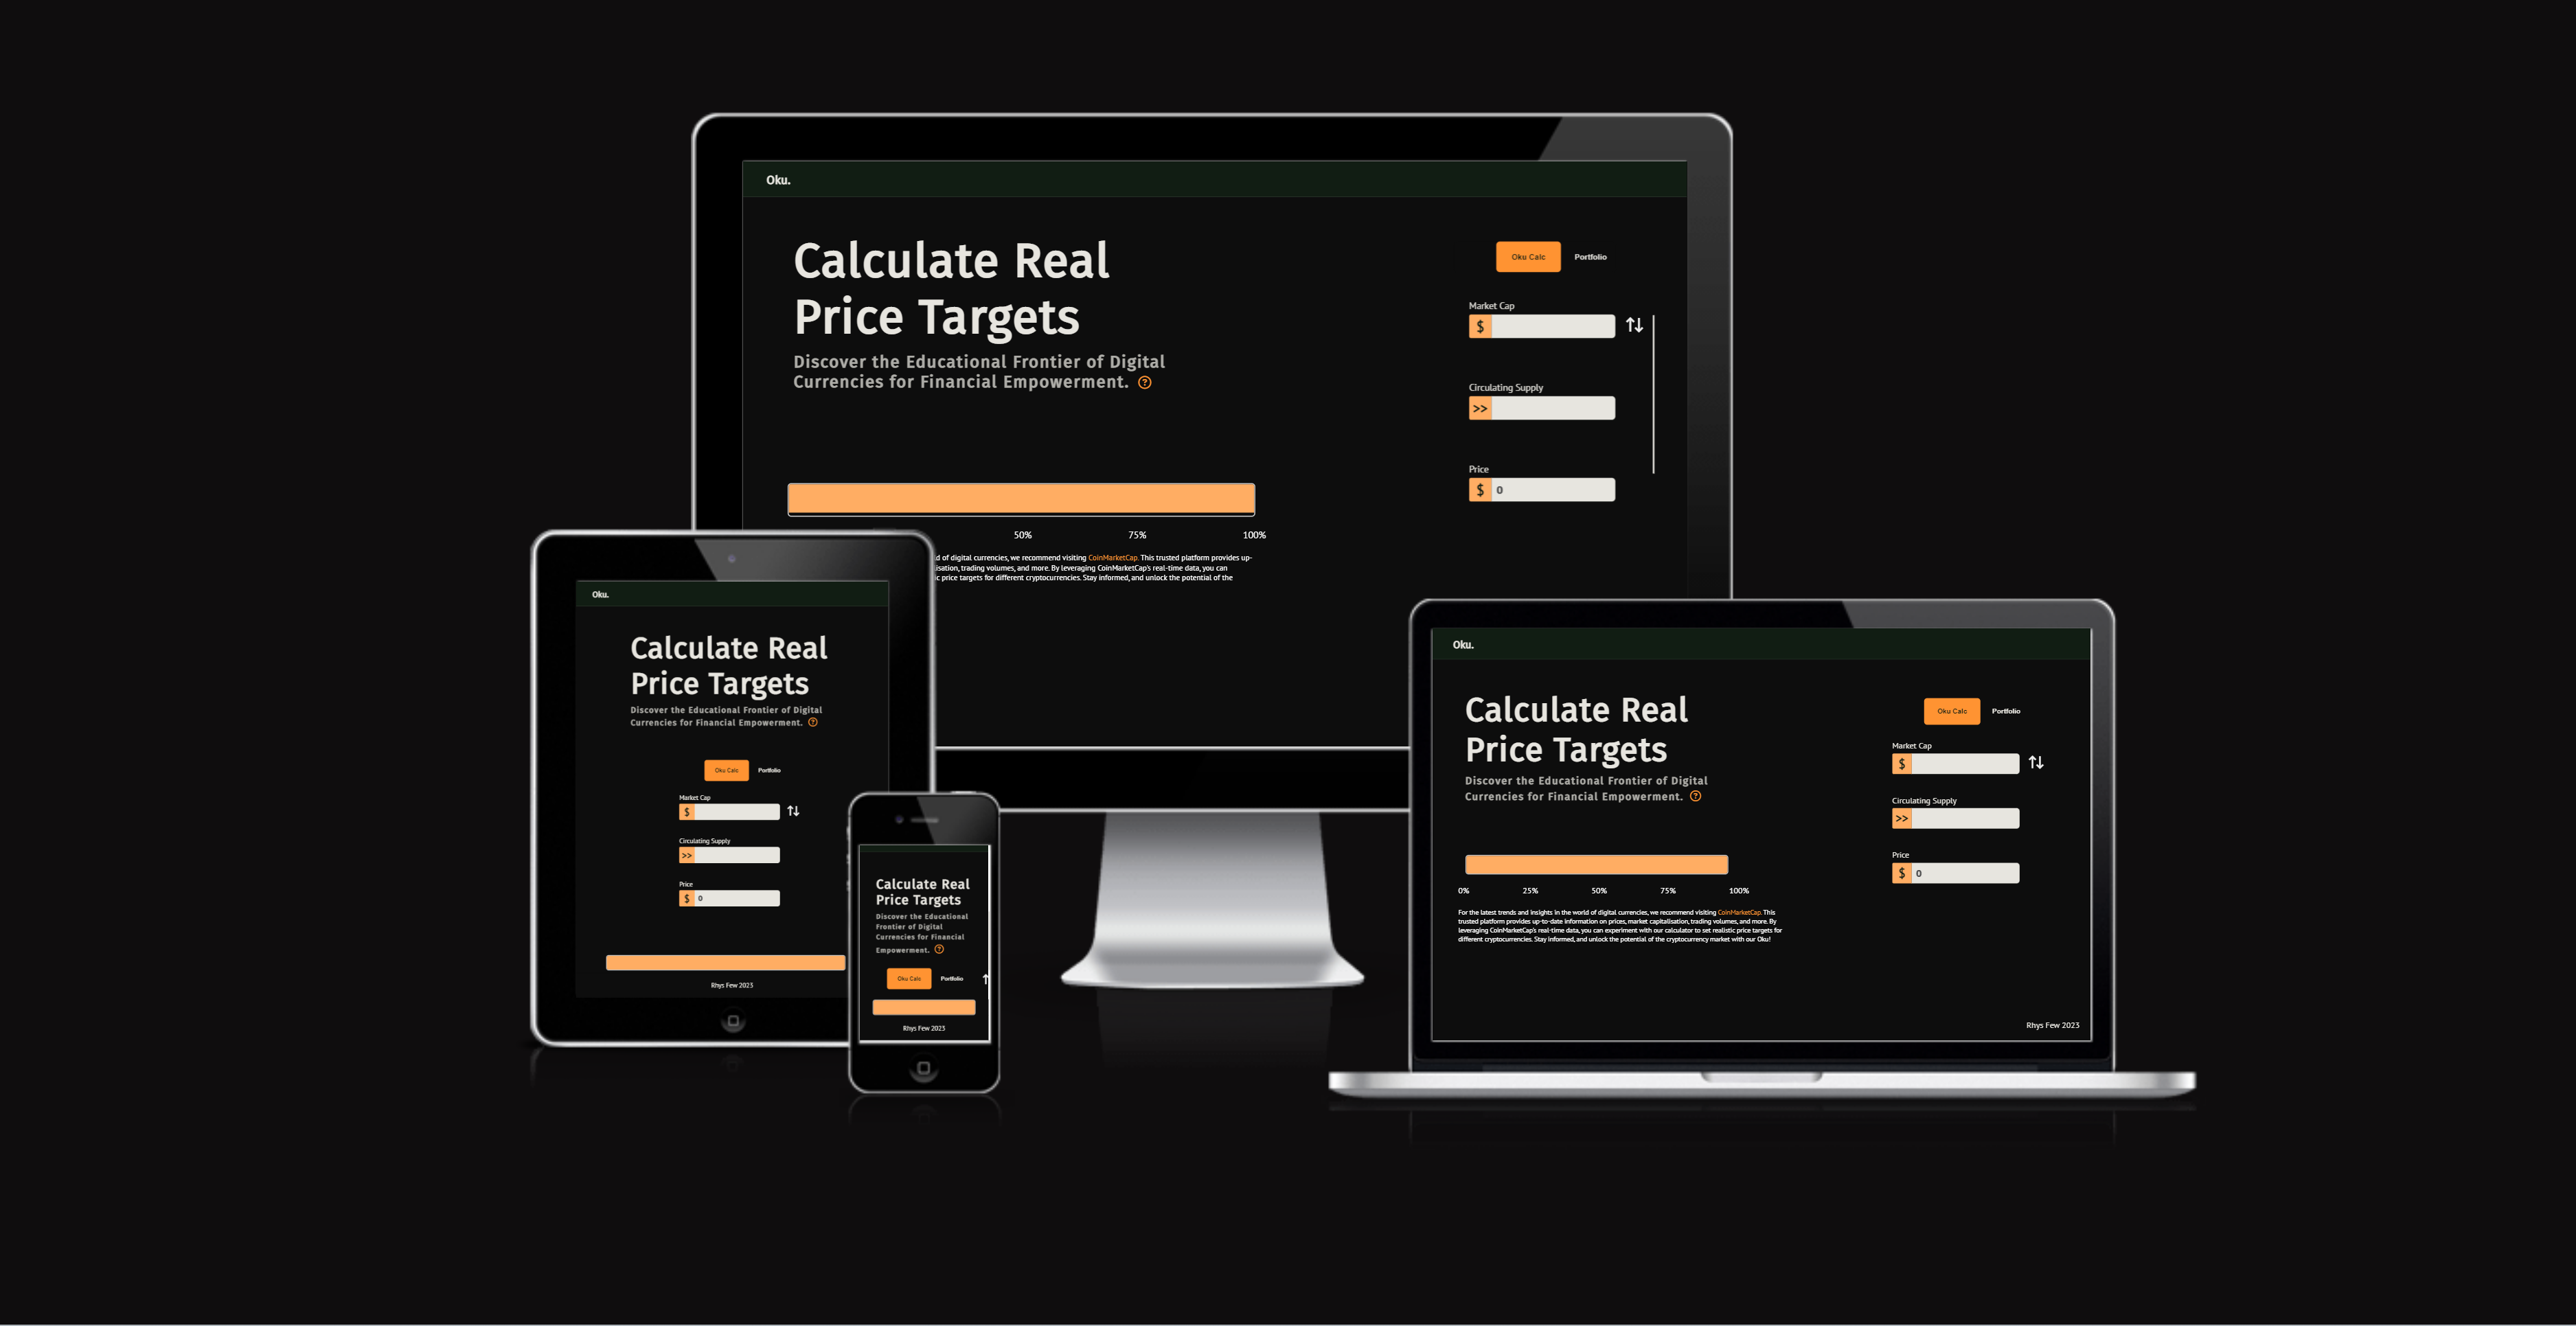 Oku.
Calculate Real
Price Targets
Discover the Educational Frontier of Digital
Currencies for Financial Empowerment. ?
Oku Calc Portfolio
Market Cap
$
Circulating Supply
>>
Price
$ 0
50% 75% 100%
d of digital currencies, we recommend visiting CoinMarketCap. This trusted platform provides up-
isation, trading volumes, and more. By leveraging CoinMarketCap's real-time data, you can
ic price targets for different cryptocurrencies. Stay informed, and unlock the potential of the
Oku.
Calculate Real
Price Targets
Discover the Educational Frontier of Digital
Currencies for Financial Empowerment. ?
Oku Calc Portfolio
Market Cap
$
Circulating Supply
>>
Price
$ 0
Rhys Few 2023
Calculate Real
Price Targets
Discover the Educational
Frontier of Digital
Currencies for Financial
Empowerment. ?
Oku Calc Portfolio
Rhys Few 2023
Oku.
Calculate Real
Price Targets
Discover the Educational Frontier of Digital
Currencies for Financial Empowerment. ?
Oku Calc Portfolio
Market Cap
$
Circulating Supply
>>
Price
$ 0
0% 25% 50% 75% 100%
For the latest trends and insights in the world of digital currencies, we recommend visiting CoinMarketCap. This
trusted platform provides up-to-date information on prices, market capitalisation, trading volumes, and more. By
leveraging CoinMarketCap's real-time data, you can experiment with our calculator to set realistic price targets for
different cryptocurrencies. Stay informed, and unlock the potential of the cryptocurrency market with our Oku!
Rhys Few 2023